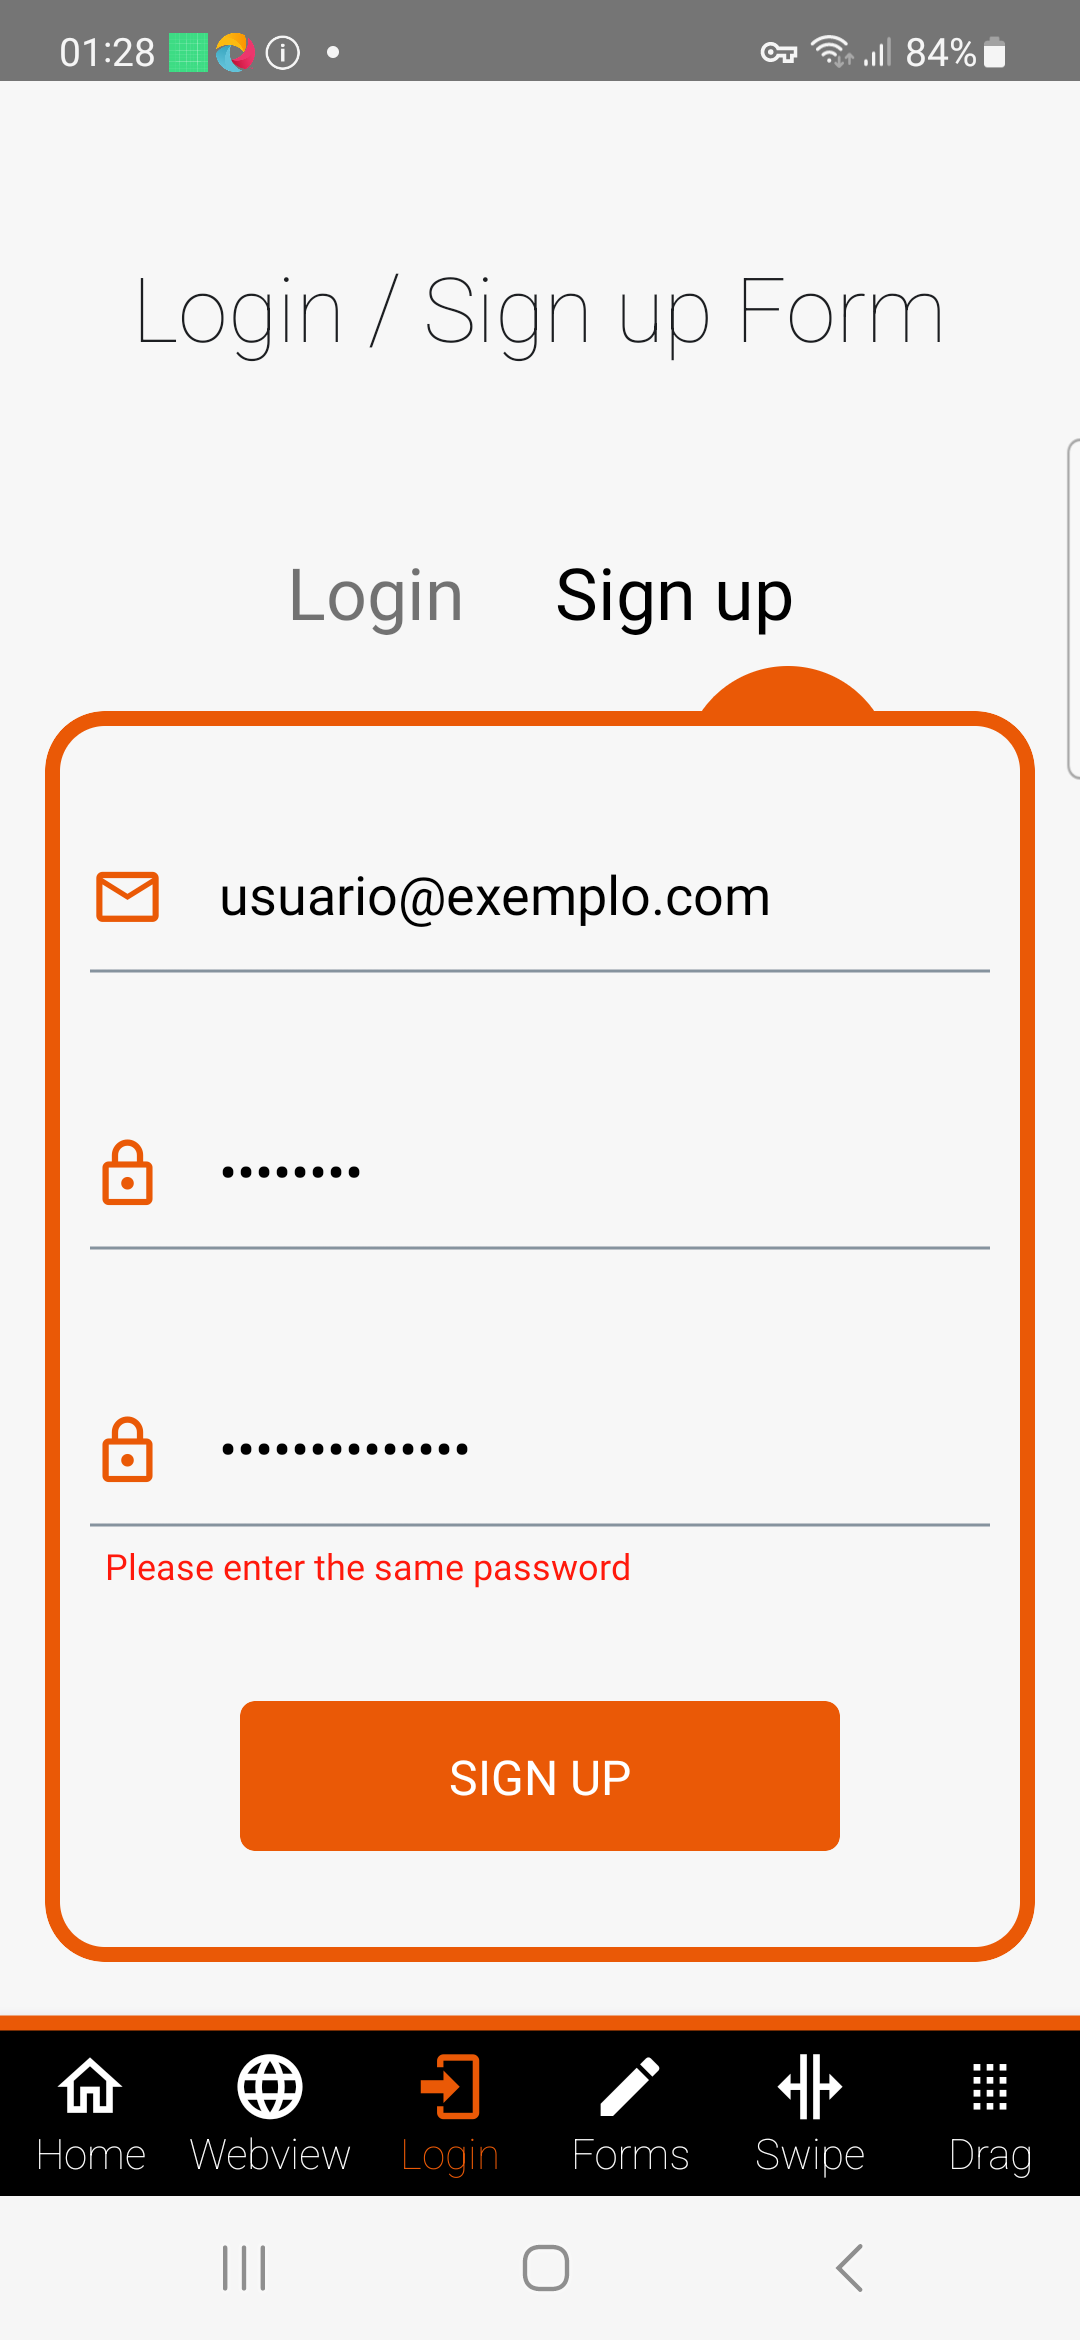 01:28 84%
Login / Sign up Form
Login Sign up
usuario@exemplo.com
••••••••
••••••••••••••
Please enter the same password
SIGN UP
Home Webview Login Forms Swipe Drag